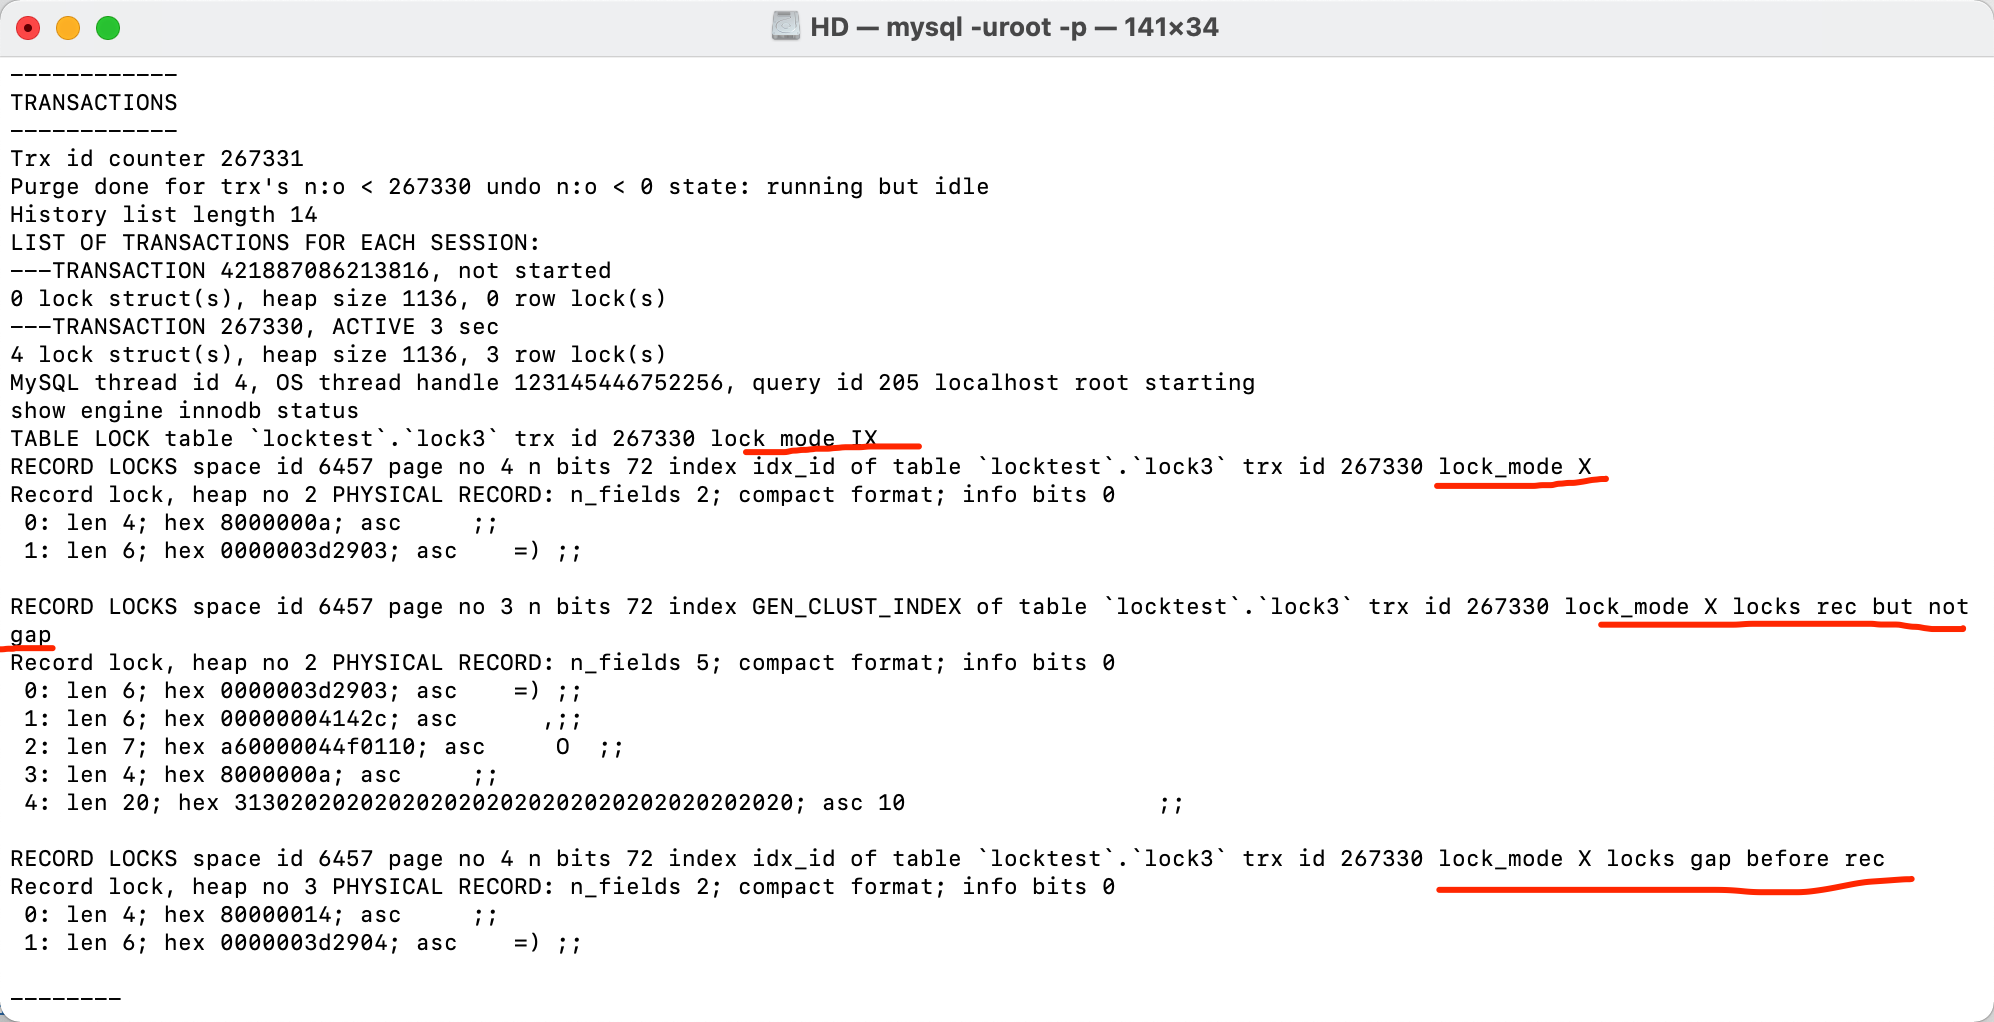 HD — mysql -uroot -p — 141×34
------------
TRANSACTIONS
------------
Trx id counter 267331
Purge done for trx's n:o < 267330 undo n:o < 0 state: running but idle
History list length 14
LIST OF TRANSACTIONS FOR EACH SESSION:
---TRANSACTION 421887086213816, not started
0 lock struct(s), heap size 1136, 0 row lock(s)
---TRANSACTION 267330, ACTIVE 3 sec
4 lock struct(s), heap size 1136, 3 row lock(s)
MySQL thread id 4, OS thread handle 123145446752256, query id 205 localhost root starting
show engine innodb status
TABLE LOCK table `locktest`.`lock3` trx id 267330 lock mode IX
RECORD LOCKS space id 6457 page no 4 n bits 72 index idx_id of table `locktest`.`lock3` trx id 267330 lock_mode X
Record lock, heap no 2 PHYSICAL RECORD: n_fields 2; compact format; info bits 0
 0: len 4; hex 8000000a; asc     ;;
 1: len 6; hex 0000003d2903; asc    =) ;;

RECORD LOCKS space id 6457 page no 3 n bits 72 index GEN_CLUST_INDEX of table `locktest`.`lock3` trx id 267330 lock_mode X locks rec but not
gap
Record lock, heap no 2 PHYSICAL RECORD: n_fields 5; compact format; info bits 0
 0: len 6; hex 0000003d2903; asc    =) ;;
 1: len 6; hex 00000004142c; asc      ,;;
 2: len 7; hex a60000044f0110; asc     O  ;;
 3: len 4; hex 8000000a; asc     ;;
 4: len 20; hex 3130202020202020202020202020202020202020; asc 10                  ;;

RECORD LOCKS space id 6457 page no 4 n bits 72 index idx_id of table `locktest`.`lock3` trx id 267330 lock_mode X locks gap before rec
Record lock, heap no 3 PHYSICAL RECORD: n_fields 2; compact format; info bits 0
 0: len 4; hex 80000014; asc     ;;
 1: len 6; hex 0000003d2904; asc    =) ;;

--------